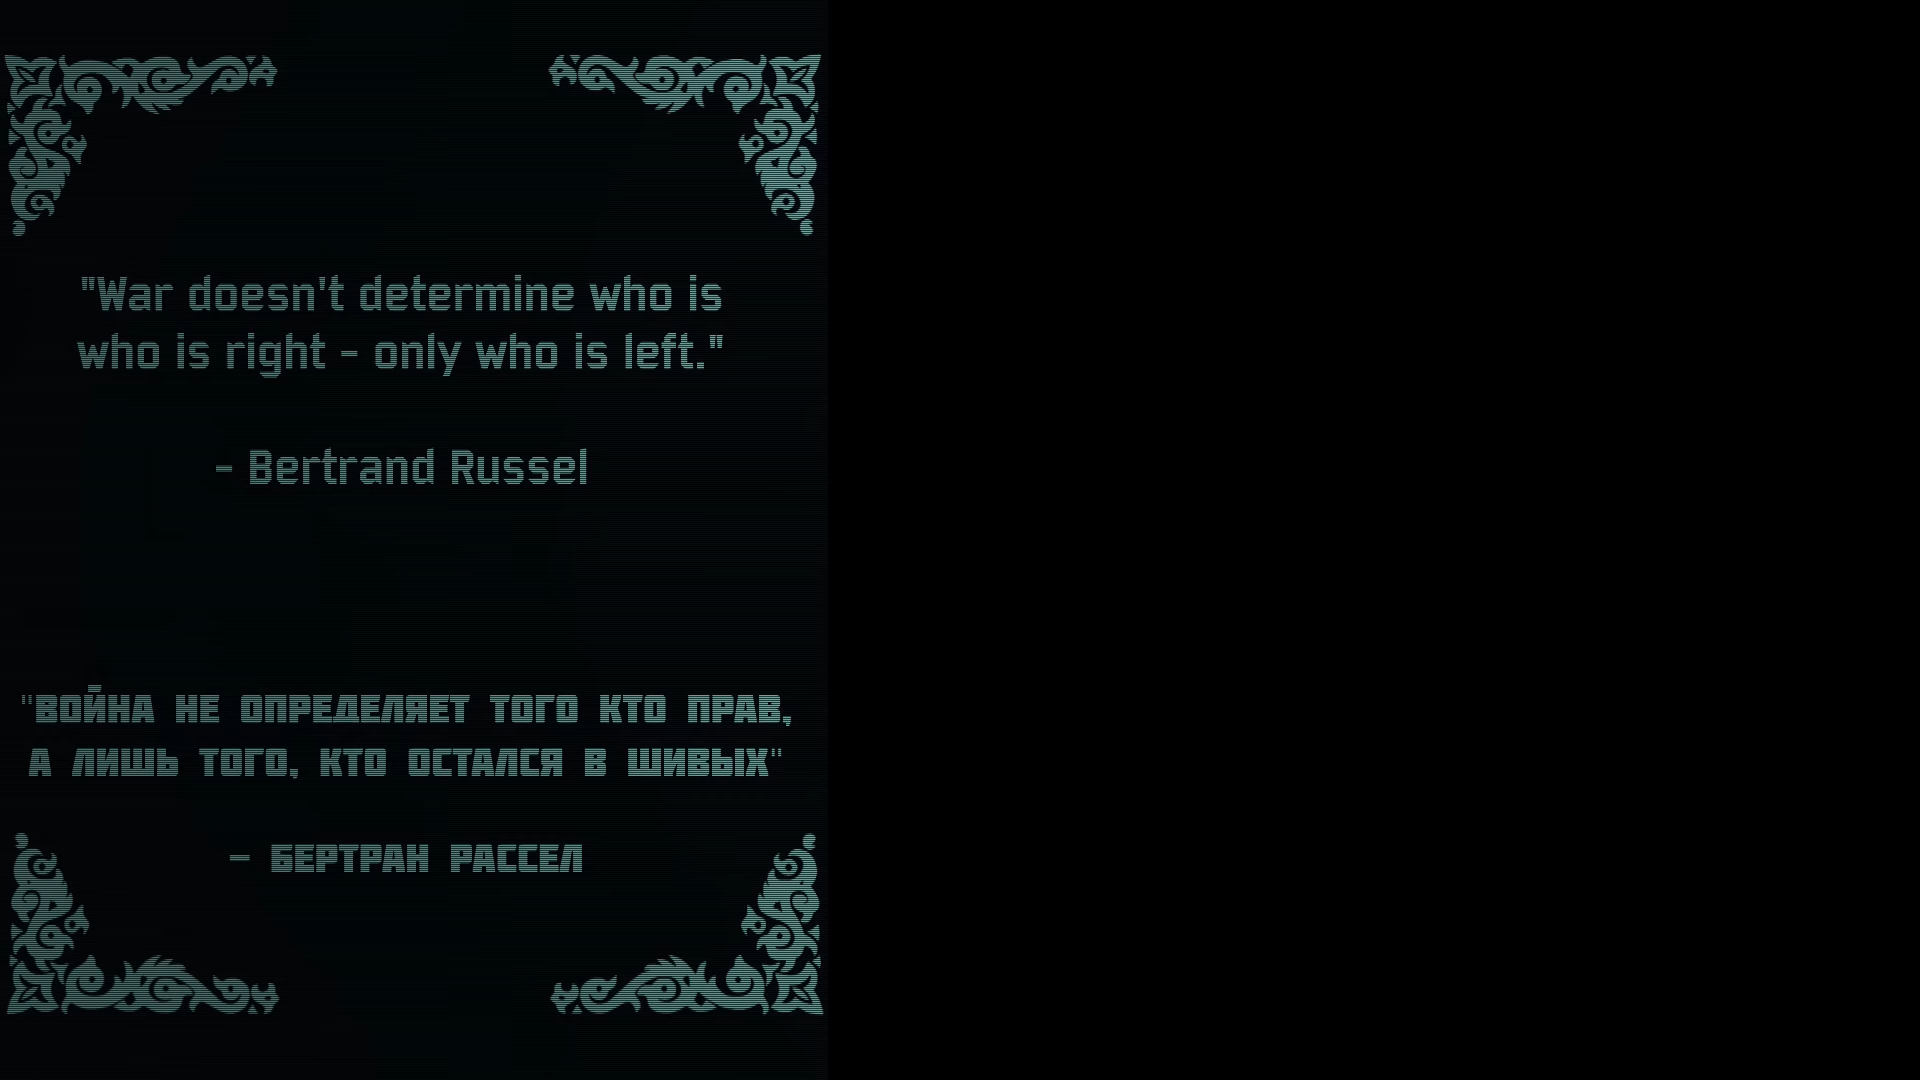 "War doesn't determine who is
who is right - only who is left."
- Bertrand Russel
"ВОЙНА НЕ ОПРЕДЕЛЯЕТ ТОГО КТО ПРАВ,
А ЛИШЬ ТОГО, КТО ОСТАЛСЯ В ШИВЫХ"
- БЕРТРАН РАССЕЛ